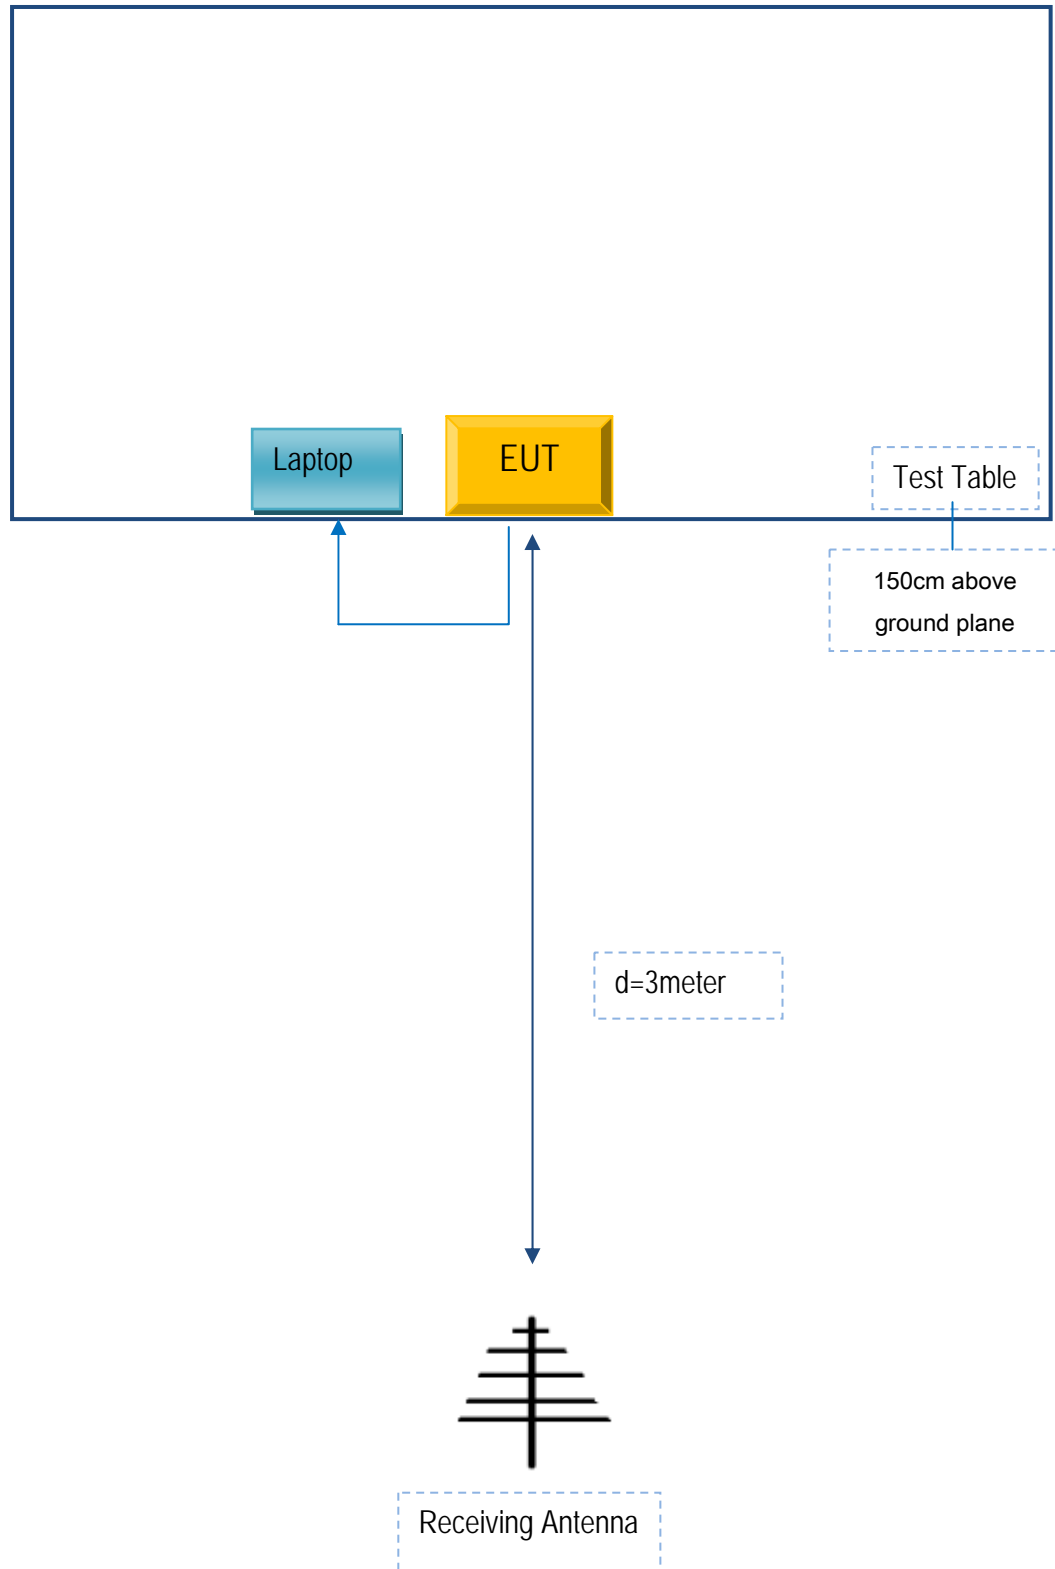 Laptop
EUT
Test Table
150cm above
ground plane
d=3meter
Receiving Antenna